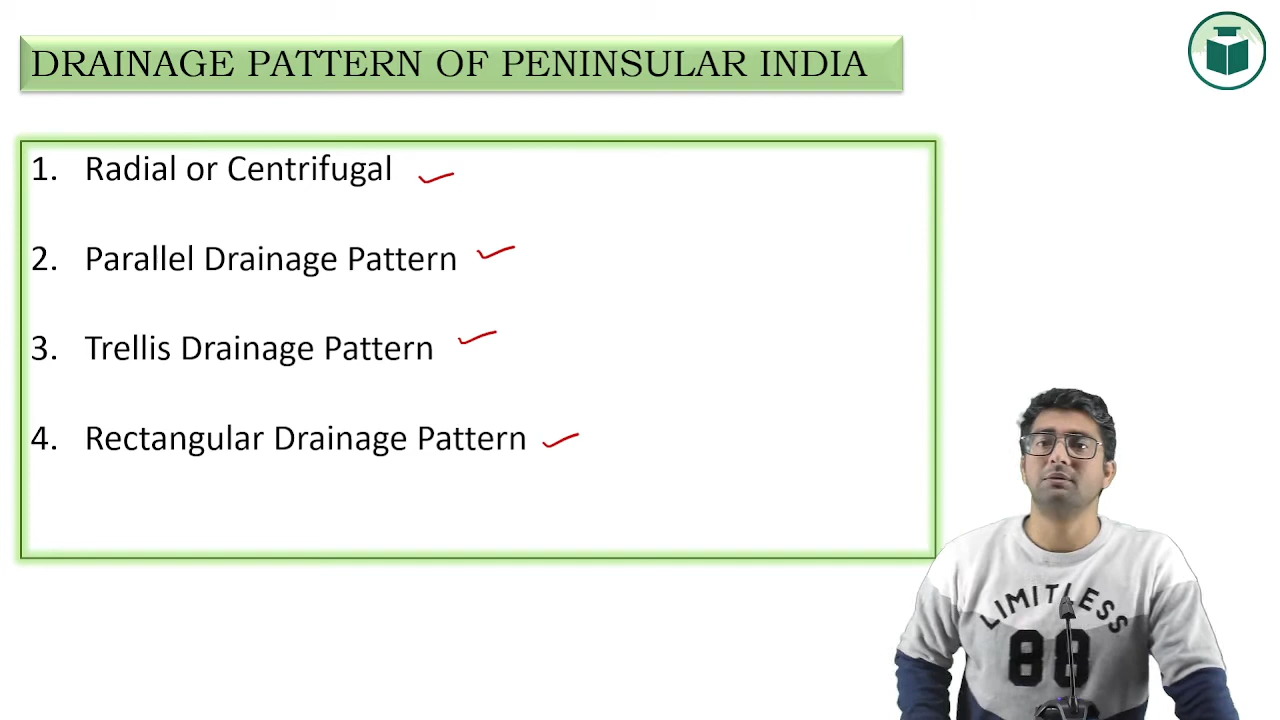 DRAINAGE PATTERN OF PENINSULAR INDIA
1. Radial or Centrifugal
2. Parallel Drainage Pattern
3. Trellis Drainage Pattern
4. Rectangular Drainage Pattern
LIMITLESS
88